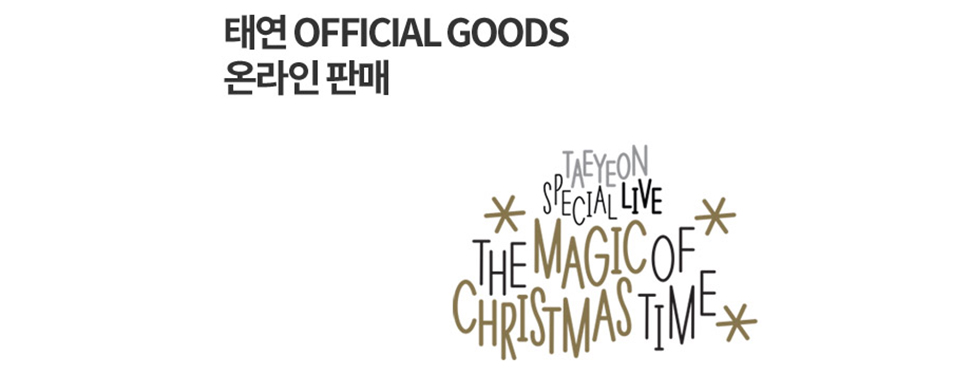 태연 OFFICIAL GOODS
온라인 판매
TAEYEON
SPECIAL LIVE
THE MAGIC OF
CHRISTMAS TIME